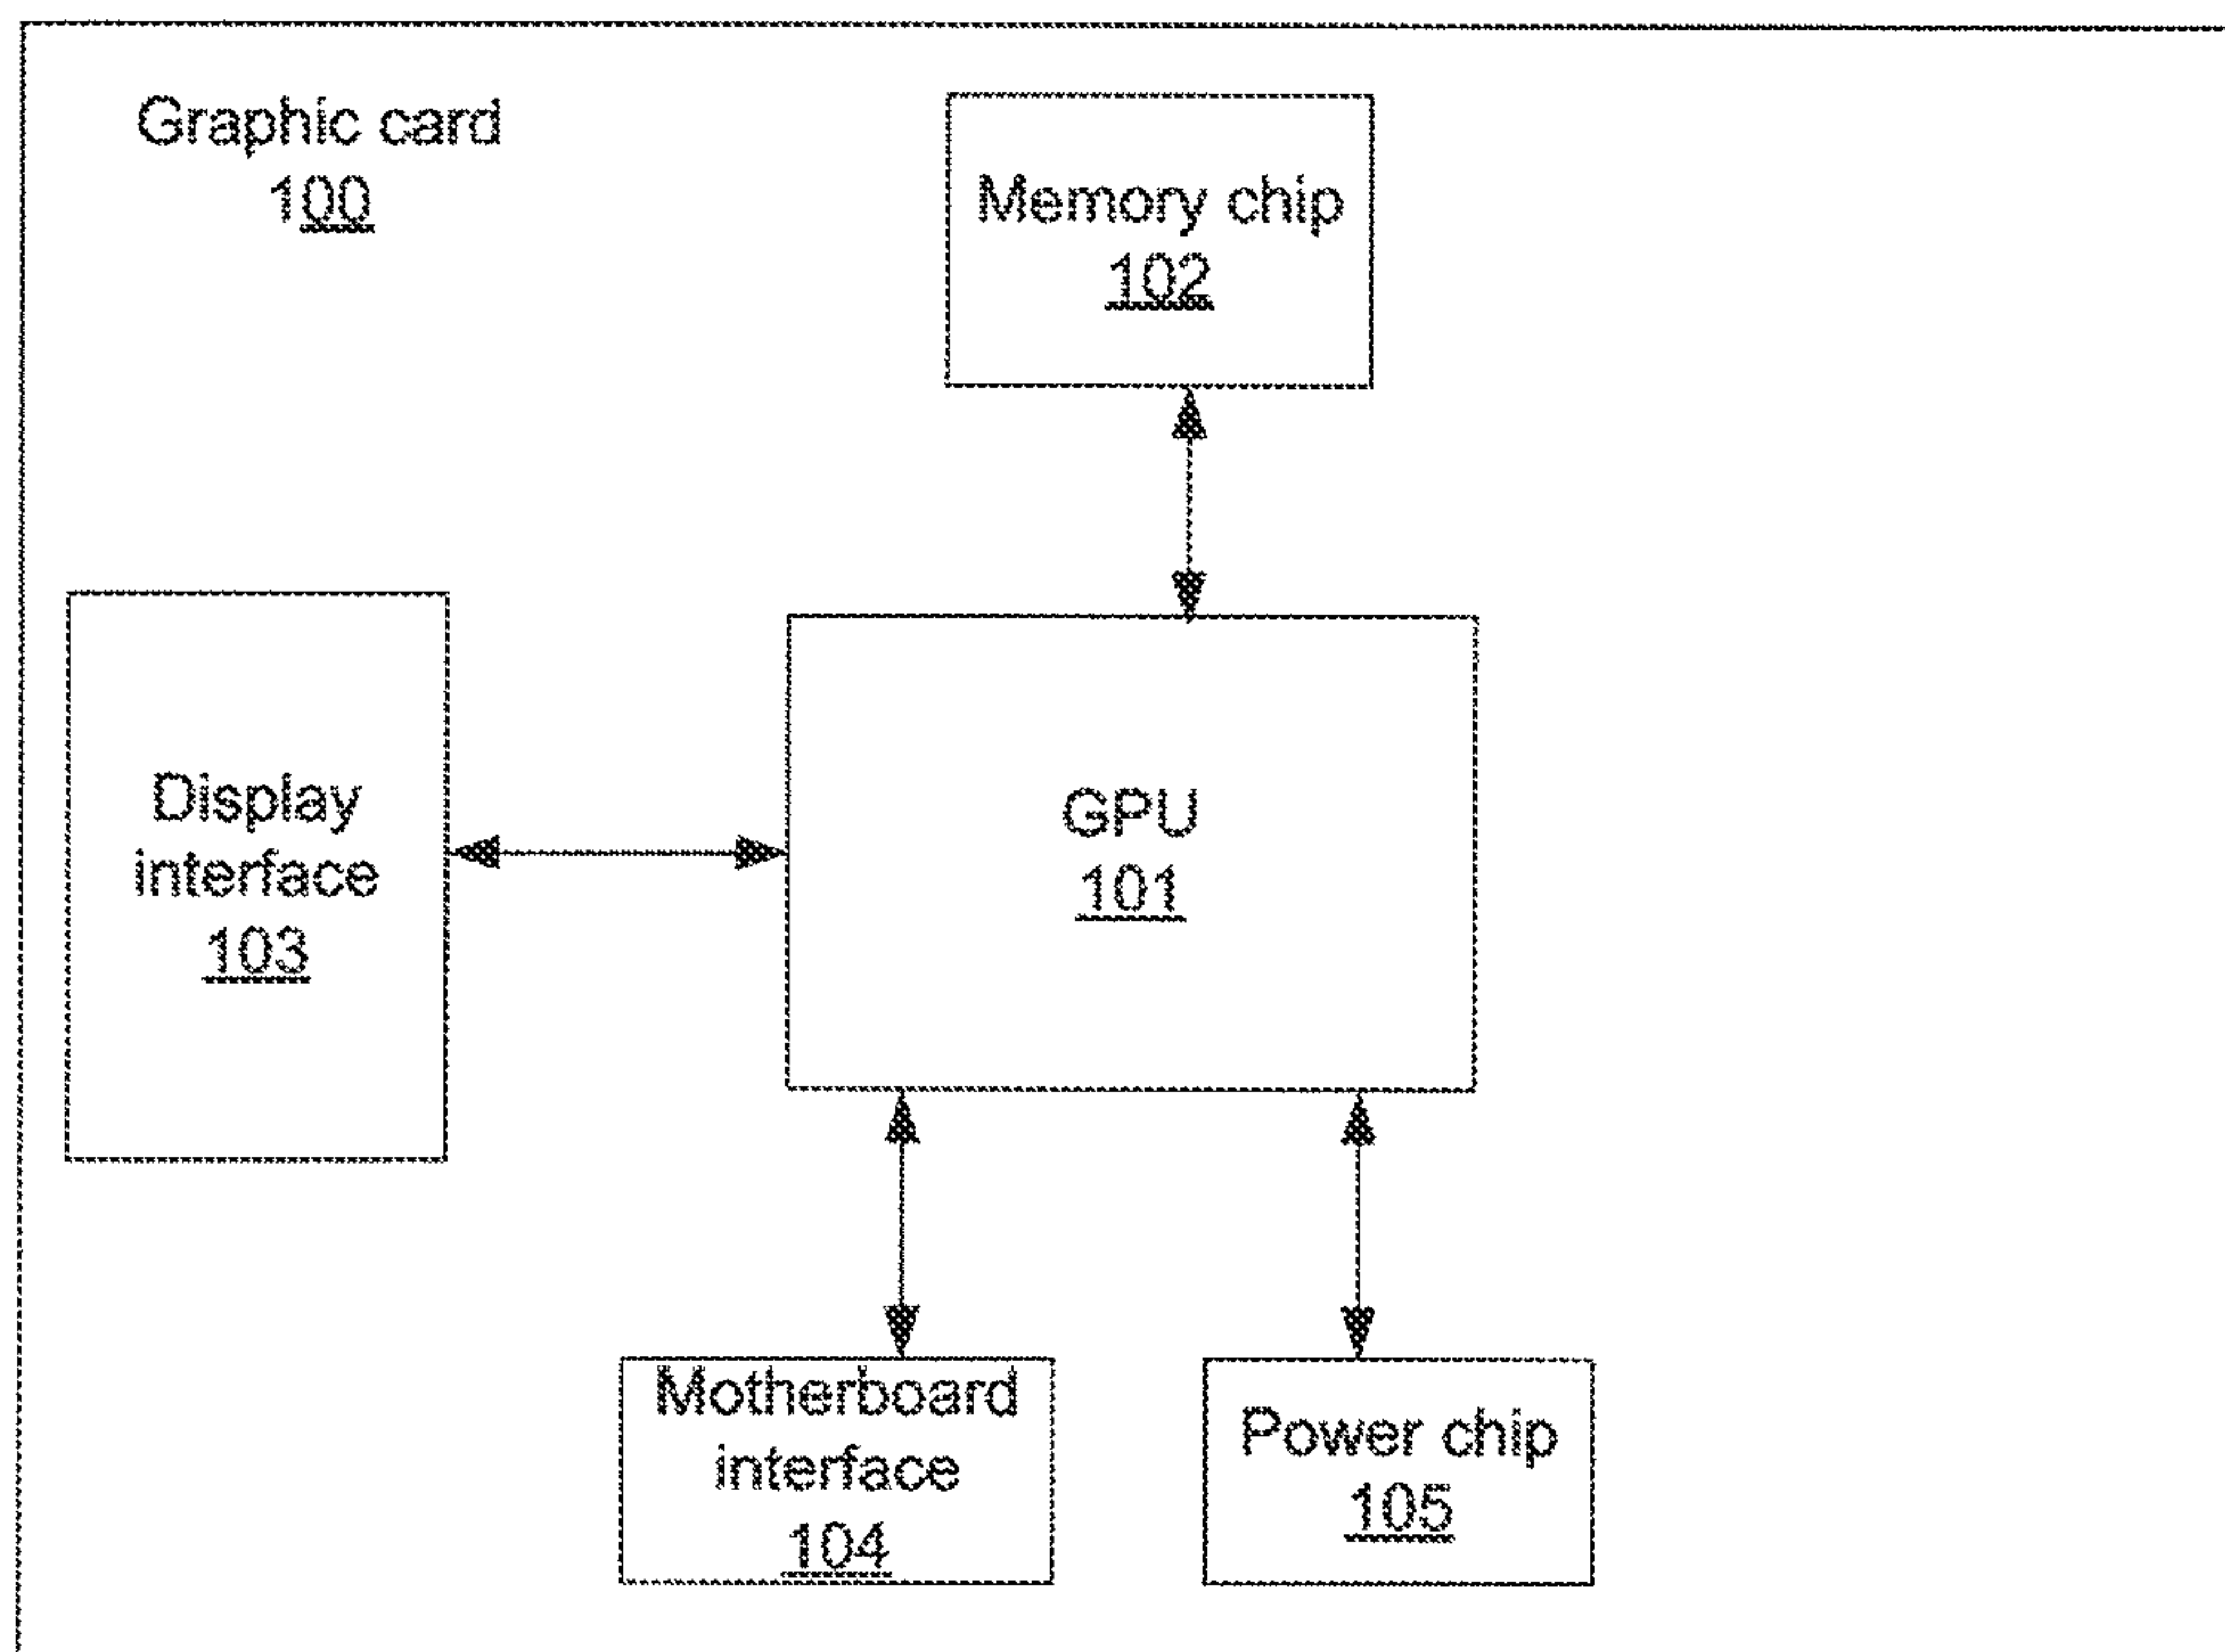 Graphic card
100
Memory chip
102
Display
interface
103
GPU
101
Motherboard
interface
104
Power chip
105